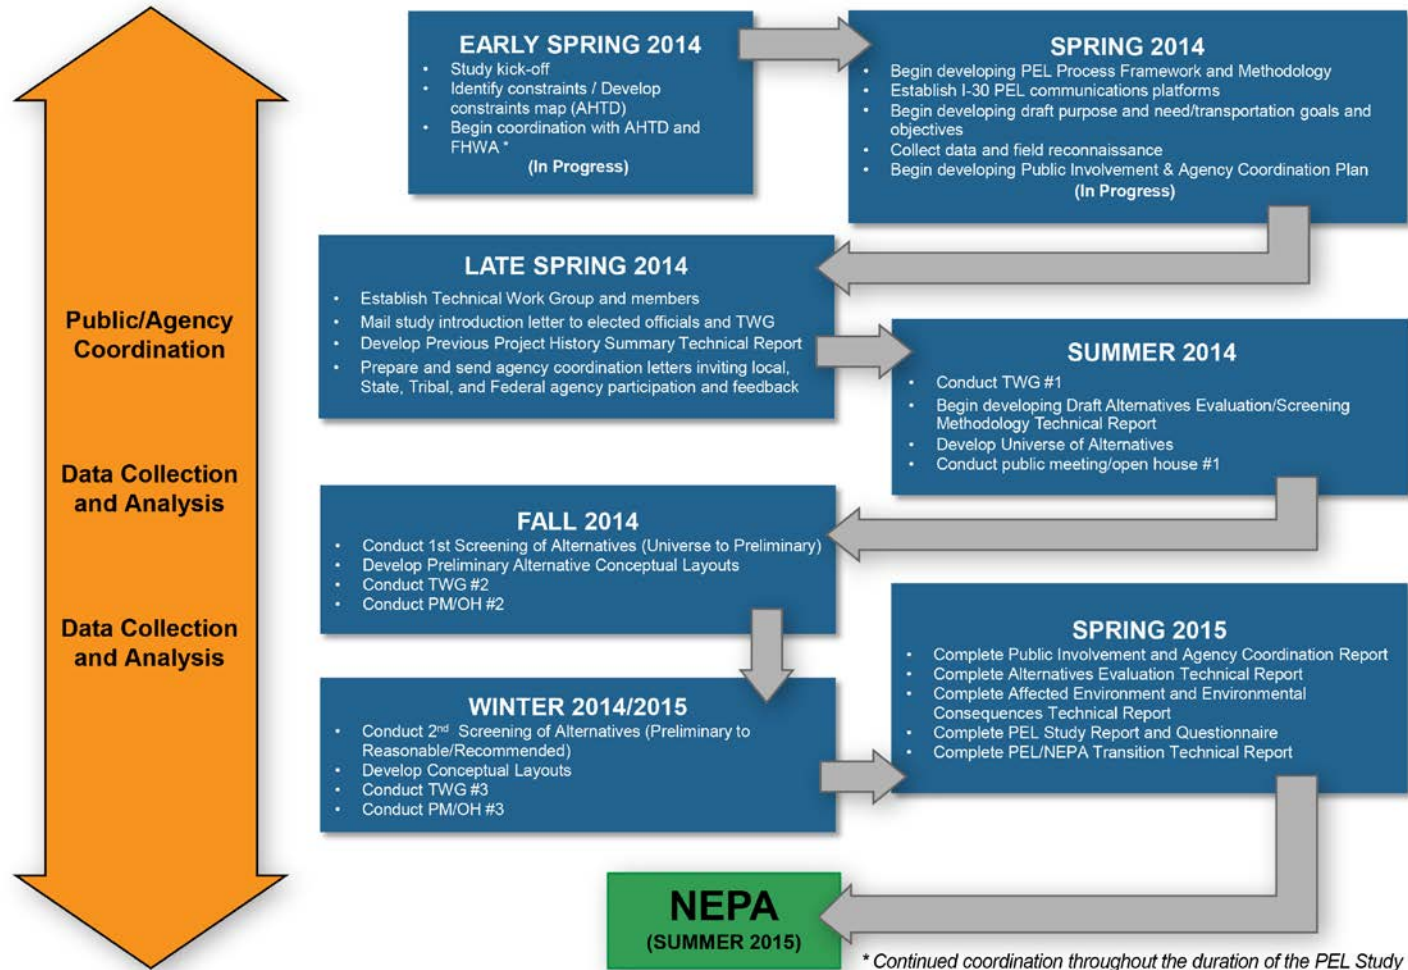 Public/Agency
Coordination
Data Collection
and Analysis
Data Collection
and Analysis
EARLY SPRING 2014
• Study kick-off
• Identify constraints / Develop
constraints map (AHTD)
• Begin coordination with AHTD and
FHWA *
(In Progress)
SPRING 2014
• Begin developing PEL Process Framework and Methodology
• Establish I-30 PEL communications platforms
• Begin developing draft purpose and need/transportation goals and
objectives
• Collect data and field reconnaissance
• Begin developing Public Involvement & Agency Coordination Plan
(In Progress)
LATE SPRING 2014
• Establish Technical Work Group and members
• Mail study introduction letter to elected officials and TWG
• Develop Previous Project History Summary Technical Report
• Prepare and send agency coordination letters inviting local,
State, Tribal, and Federal agency participation and feedback
SUMMER 2014
• Conduct TWG #1
• Begin developing Draft Alternatives Evaluation/Screening
Methodology Technical Report
• Develop Universe of Alternatives
• Conduct public meeting/open house #1
FALL 2014
• Conduct 1st Screening of Alternatives (Universe to Preliminary)
• Develop Preliminary Alternative Conceptual Layouts
• Conduct TWG #2
• Conduct PM/OH #2
WINTER 2014/2015
• Conduct 2nd Screening of Alternatives (Preliminary to
Reasonable/Recommended)
• Develop Conceptual Layouts
• Conduct TWG #3
• Conduct PM/OH #3
SPRING 2015
• Complete Public Involvement and Agency Coordination Report
• Complete Alternatives Evaluation Technical Report
• Complete Affected Environment and Environmental
Consequences Technical Report
• Complete PEL Study Report and Questionnaire
• Complete PEL/NEPA Transition Technical Report
NEPA
(SUMMER 2015)
* Continued coordination throughout the duration of the PEL Study